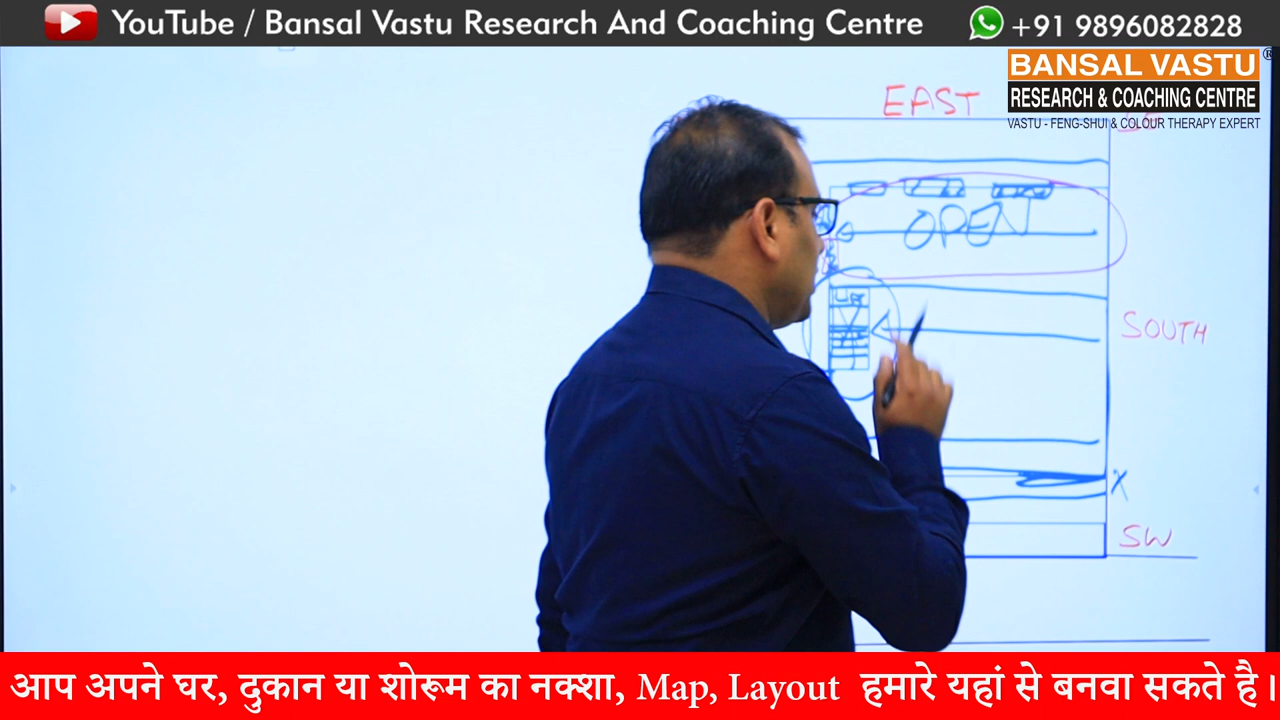 YouTube / Bansal Vastu Research And Coaching Centre +91 9896082828
BANSAL VASTU ®
RESEARCH & COACHING CENTRE
VASTU - FENG-SHUI & COLOUR THERAPY EXPERT
EAST
OPEN
SOUTH
X
SW
आप अपने घर, दुकान या शोरूम का नक्शा, Map, Layout हमारे यहां से बनवा सकते है।